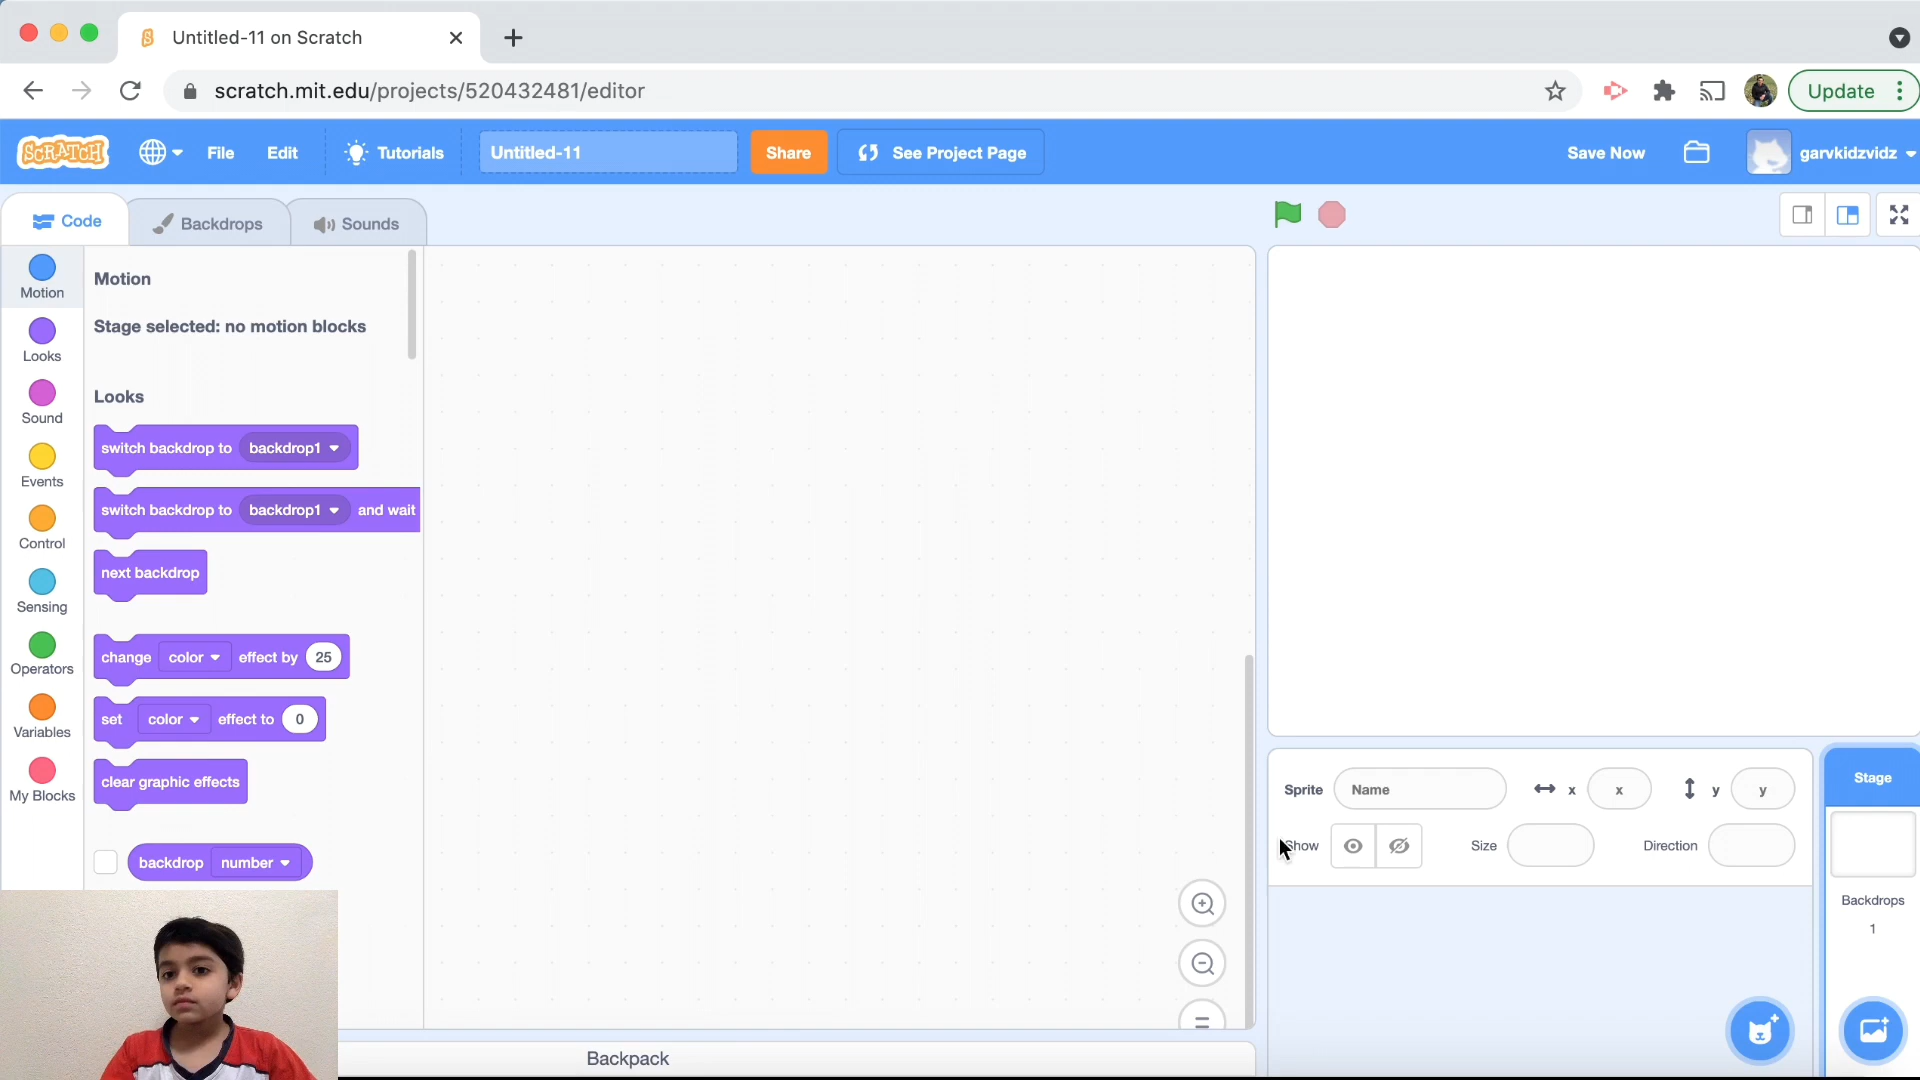 Untitled-11 on Scratch
scratch.mit.edu/projects/520432481/editor
Update
SCRATCH
File
Edit
Tutorials
Untitled-11
Share
See Project Page
Save Now
garvkidzvidz
Code
Backdrops
Sounds
Motion
Looks
Sound
Events
Control
Sensing
Operators
Variables
My Blocks
Motion
Stage selected: no motion blocks
Looks
switch backdrop to backdrop1
switch backdrop to backdrop1 and wait
next backdrop
change color effect by 25
set color effect to 0
clear graphic effects
backdrop number
Backpack
Sprite Name x x y y
Show Size Direction
Stage
Backdrops
1